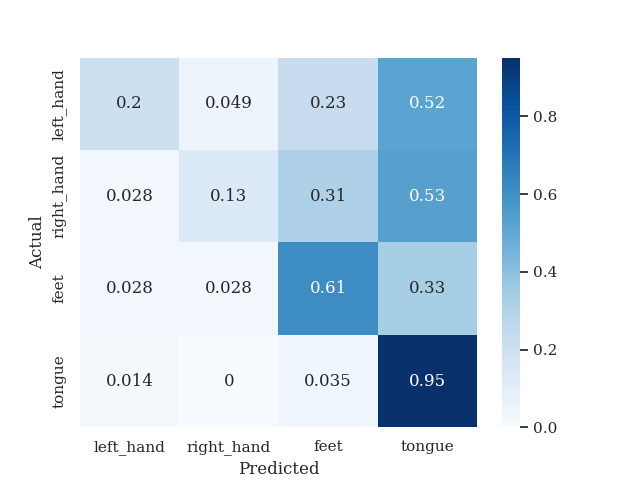 left_hand 0.2 0.049 0.23 0.52
right_hand 0.028 0.13 0.31 0.53
feet 0.028 0.028 0.61 0.33
tongue 0.014 0 0.035 0.95
Actual
left_hand right_hand feet tongue
Predicted
0.8
0.6
0.4
0.2
0.0